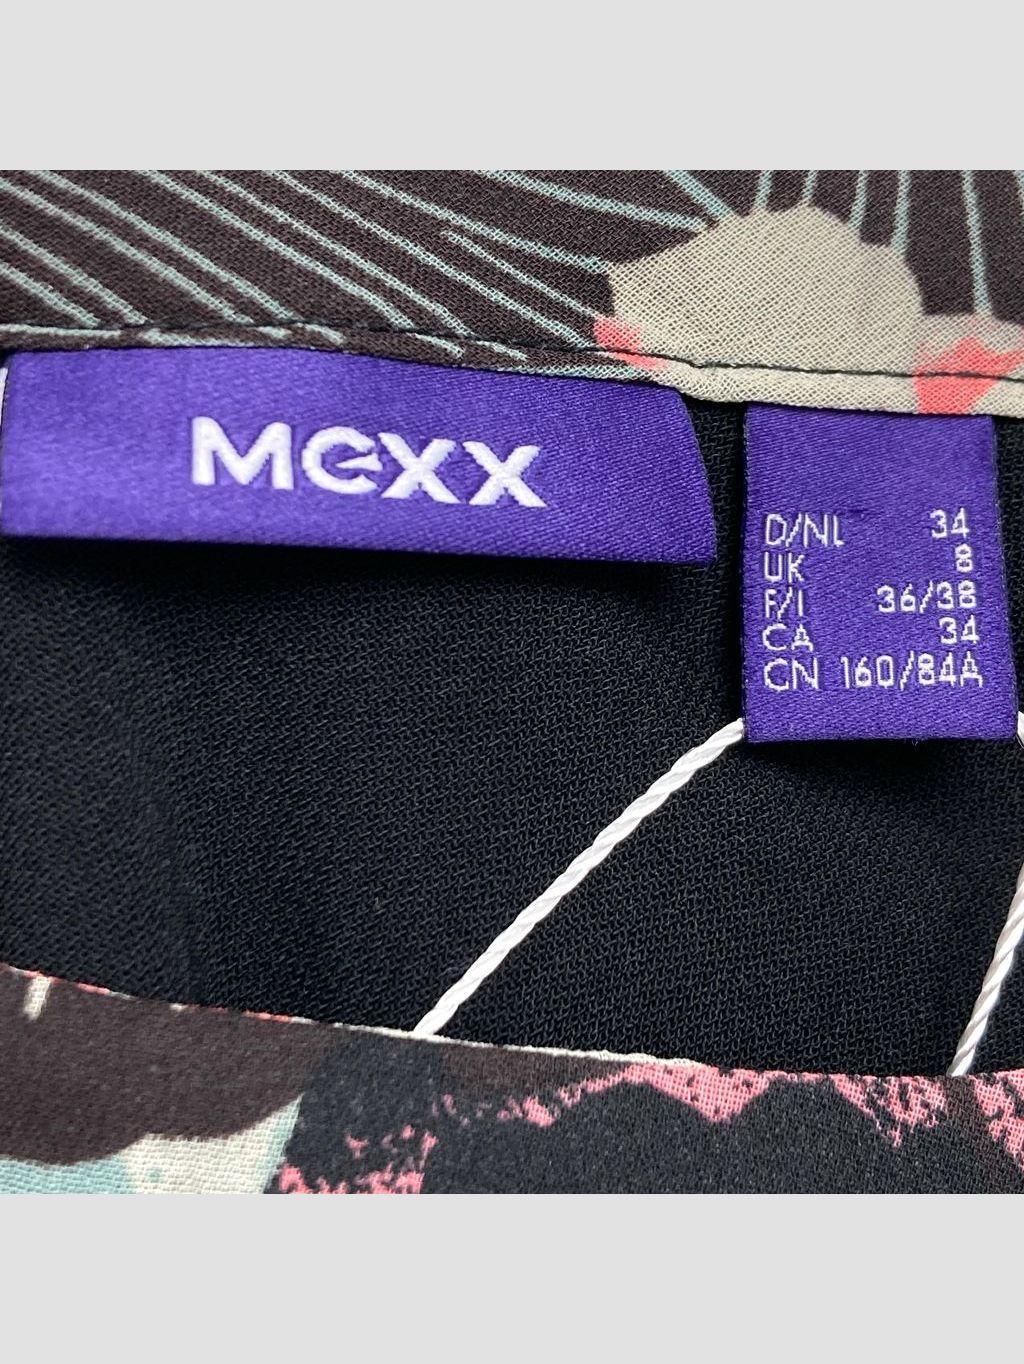 MEXX
D/NL 34
UK 8
F/I 36/38
CA 34
CN 160/84A